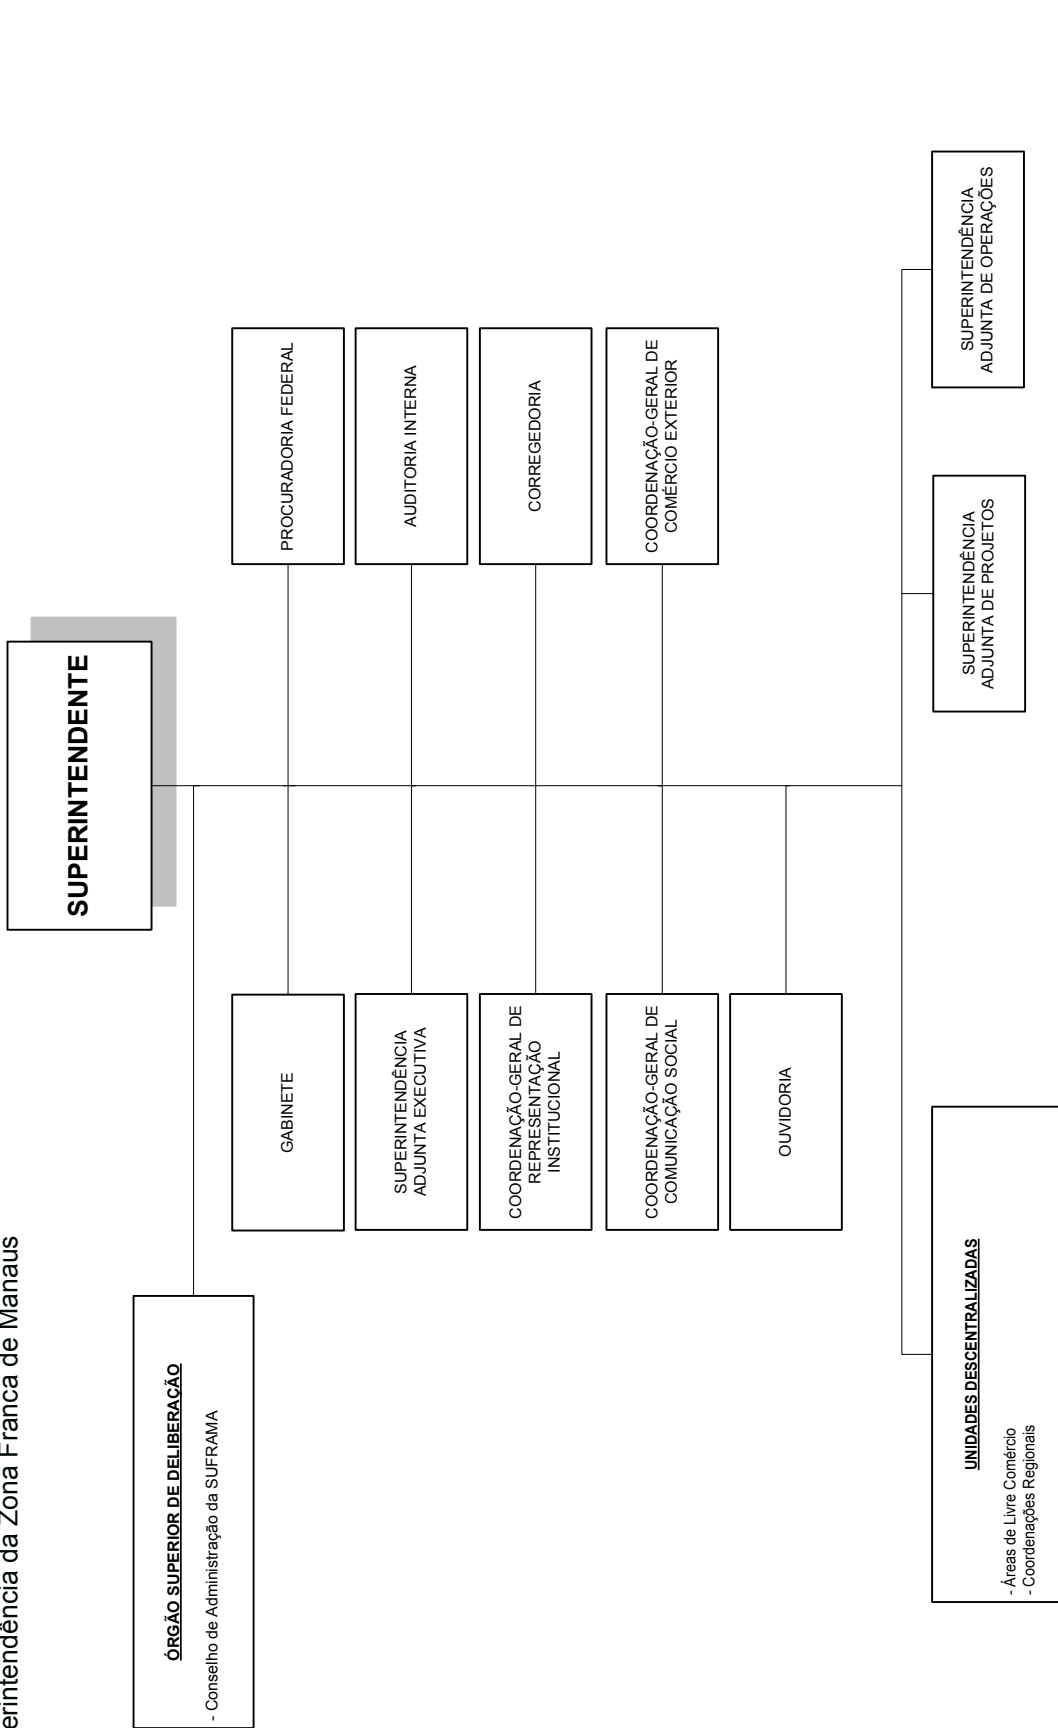 da Zona Franca de Manaus
SUPERINTENDENTE
ÓRGÃO SUPERIOR DE DELIBERAÇÃO
- Conselho de Administração da SUFRAMA
GABINETE
PROCURADORIA FEDERAL
SUPERINTENDÊNCIA
ADJUNTA EXECUTIVA
AUDITORIA INTERNA
COORDENAÇÃO-GERAL DE
REPRESENTAÇÃO
INSTITUCIONAL
CORREGEDORIA
COORDENAÇÃO-GERAL DE
COMUNICAÇÃO SOCIAL
COORDENAÇÃO-GERAL DE
COMÉRCIO EXTERIOR
OUVIDORIA
UNIDADES DESCENTRALIZADAS
- Áreas de Livre Comércio
- Coordenações Regionais
SUPERINTENDÊNCIA
ADJUNTA DE PROJETOS
SUPERINTENDÊNCIA
ADJUNTA DE OPERAÇÕES